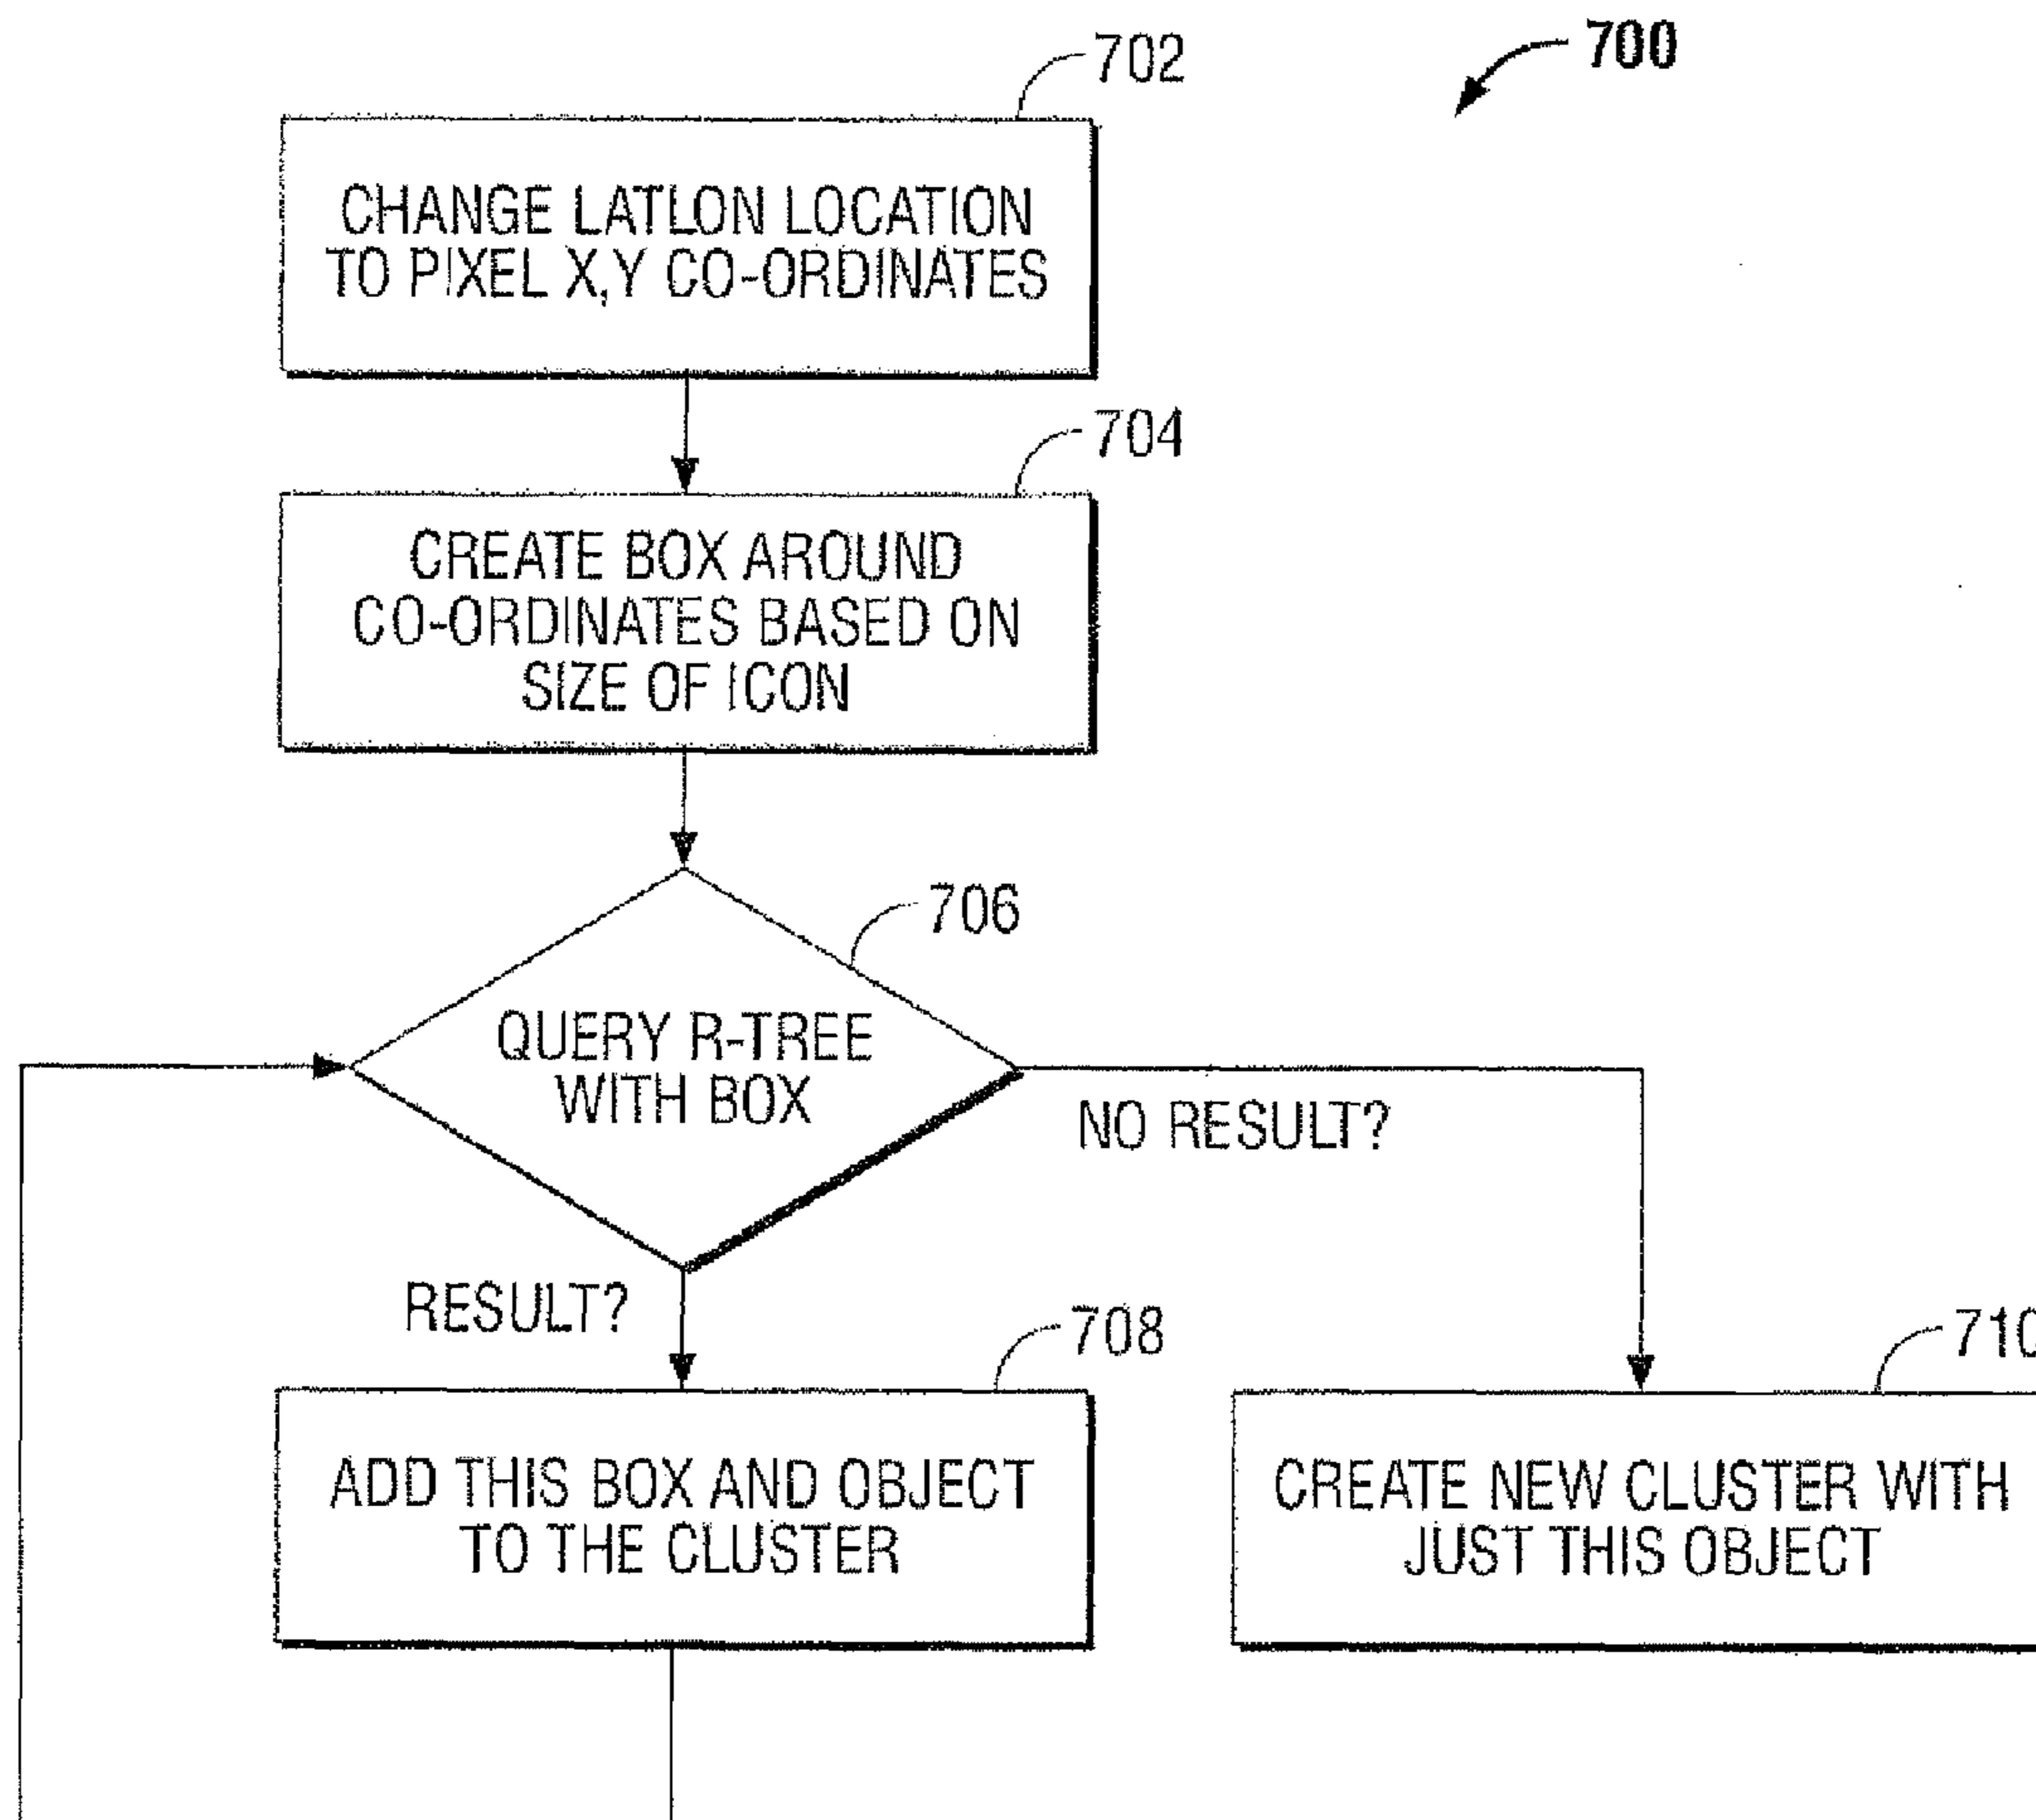 700
702
CHANGE LATLON LOCATION
TO PIXEL X,Y CO-ORDINATES
704
CREATE BOX AROUND
CO-ORDINATES BASED ON
SIZE OF ICON
706
QUERY R-TREE
WITH BOX
NO RESULT?
RESULT?
708
ADD THIS BOX AND OBJECT
TO THE CLUSTER
710
CREATE NEW CLUSTER WITH
JUST THIS OBJECT